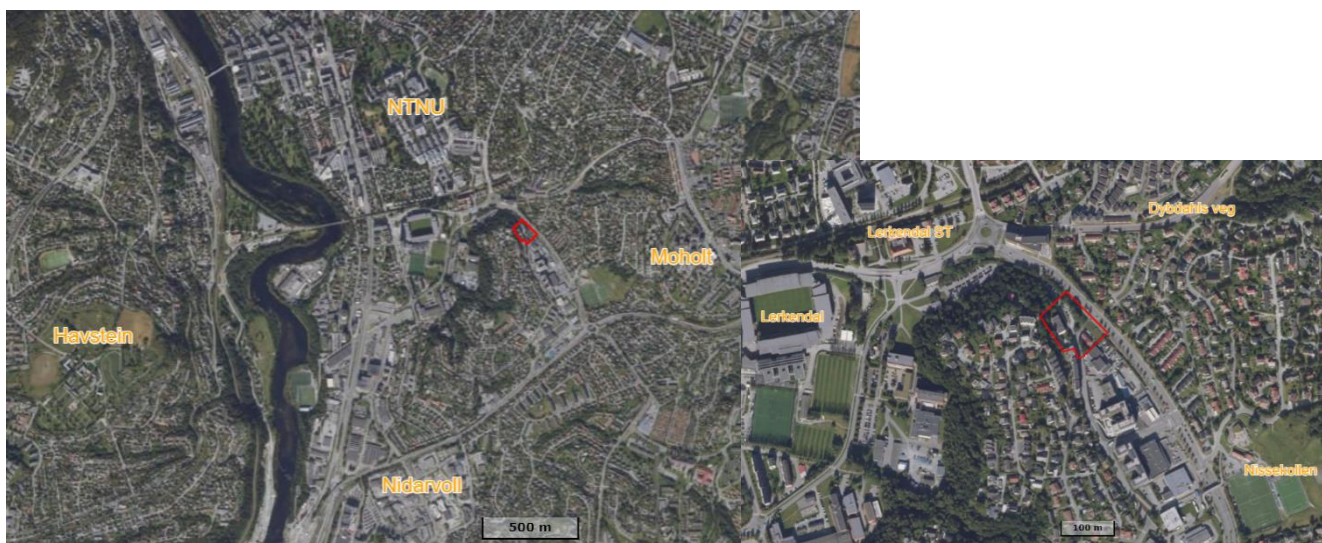 NTNU
Moholt
Havstein
Nidarvoll
500 m
Dybdahls veg
Lerkendal ST
Lerkendal
Nissekollen
100 m